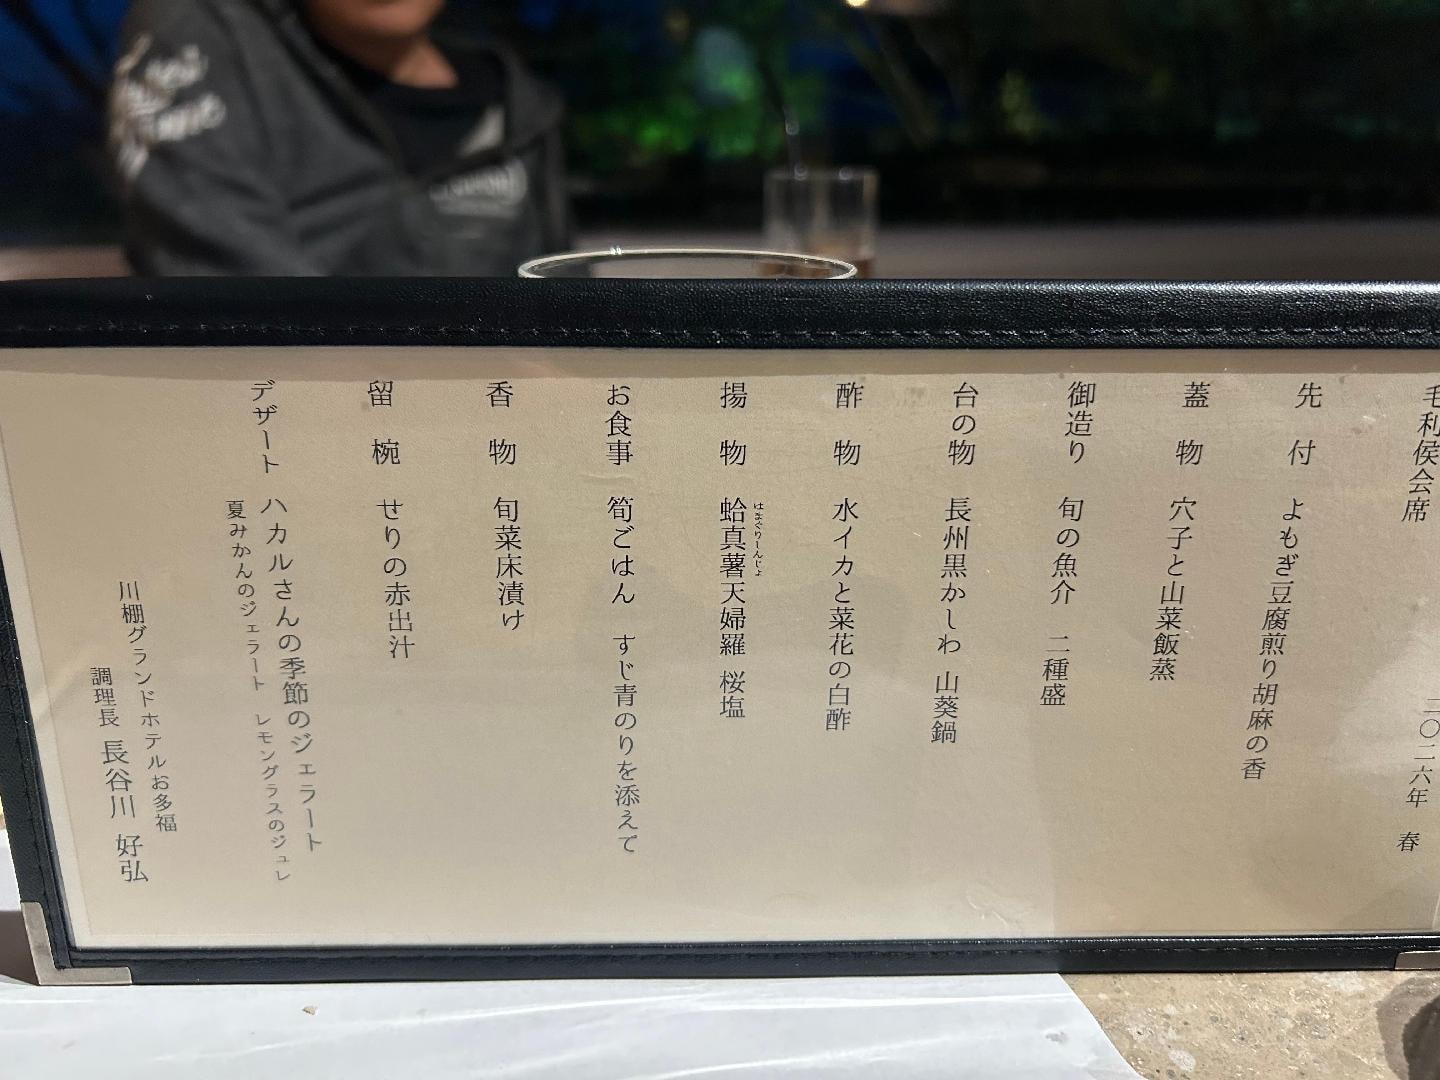 毛利侯会席
二〇二六年 春
先付 よもぎ豆腐煎り胡麻の香
蓋物 穴子と山菜飯蒸
御造り 旬の魚介 二種盛
台の物 長州黒かしわ 山葵鍋
酢物 水イカと菜花の白酢
揚物 蛤真薯天婦羅 桜塩
はまぐりしんじょ
お食事 筍ごはん すじ青のりを添えて
香物 旬菜床漬け
留椀 せりの赤出汁
デザート ハカルさんの季節のジェラート
夏みかんのジェラート レモングラスのジュレ
川棚グランドホテルお多福
調理長 長谷川 好弘